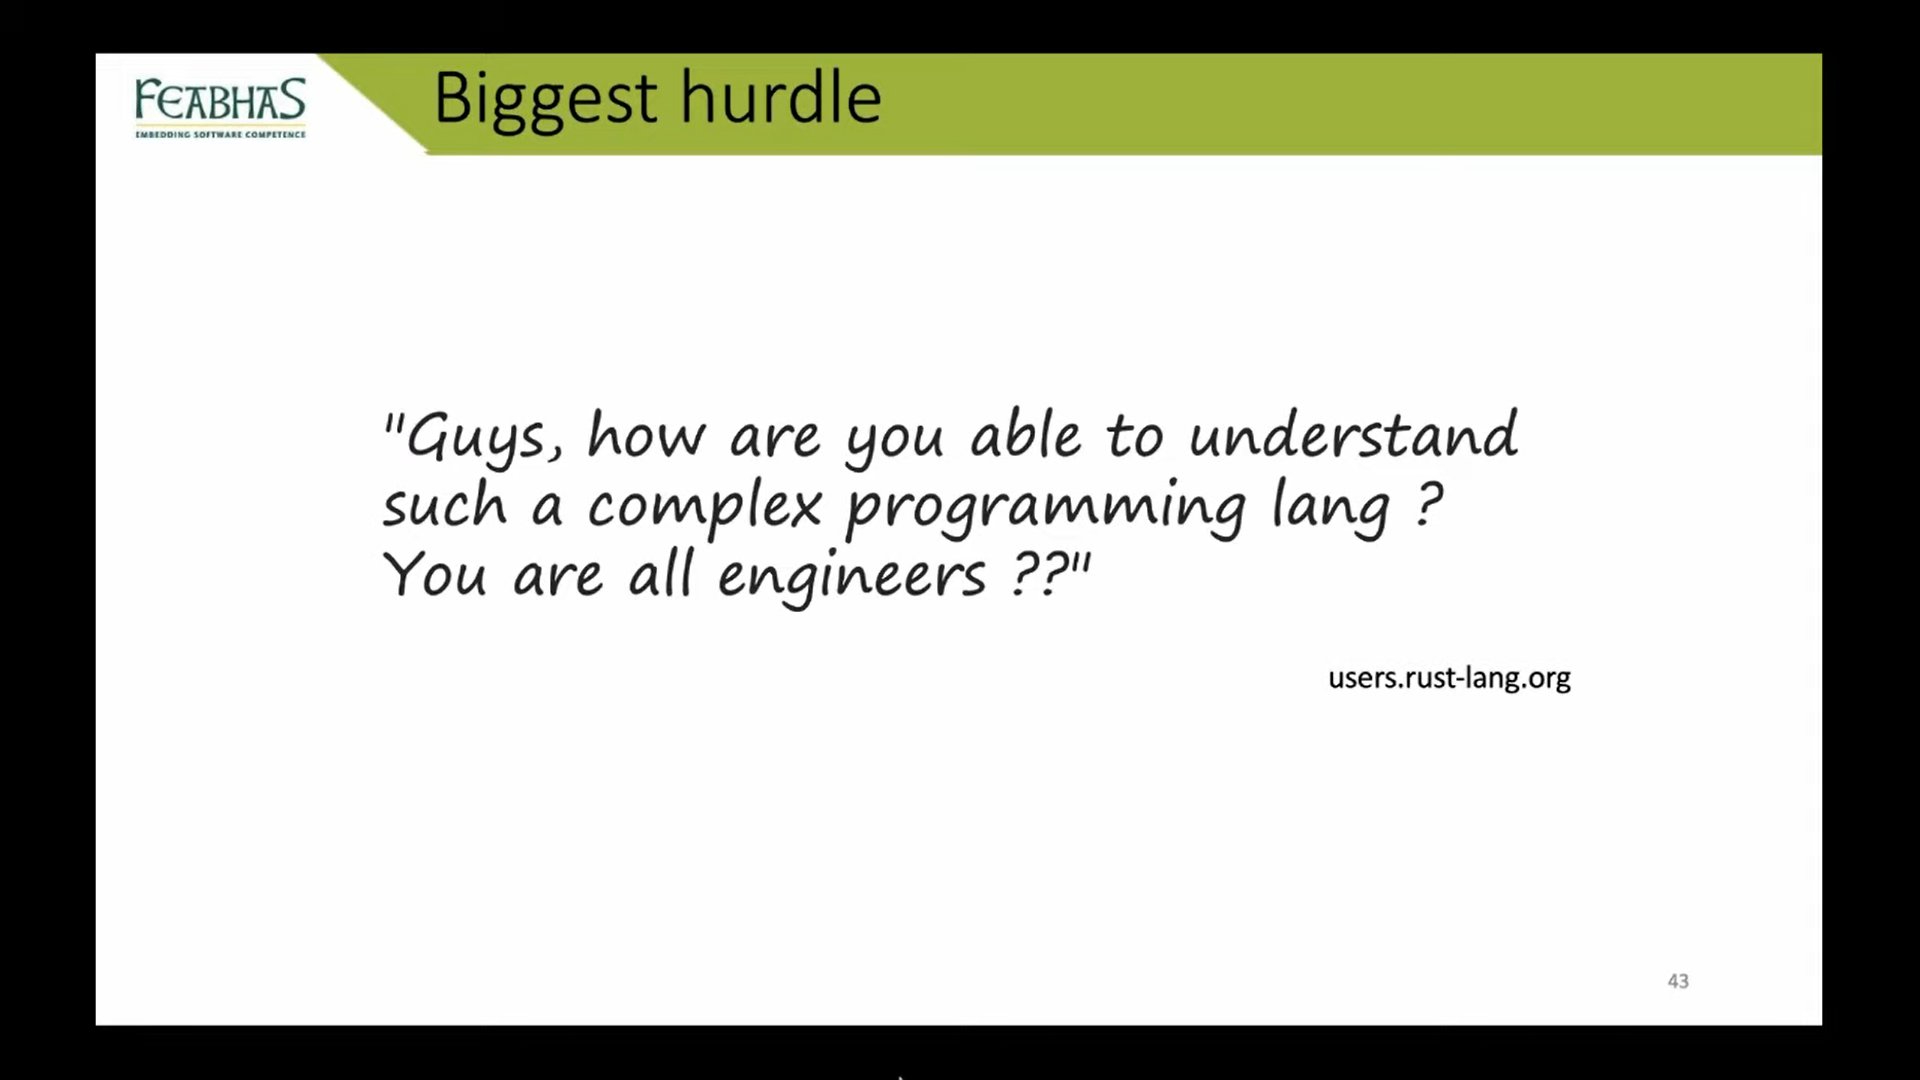 FEABHAS
EMBEDDING SOFTWARE COMPETENCE
Biggest hurdle
"Guys, how are you able to understand
such a complex programming lang ?
You are all engineers ??"
users.rust-lang.org
43